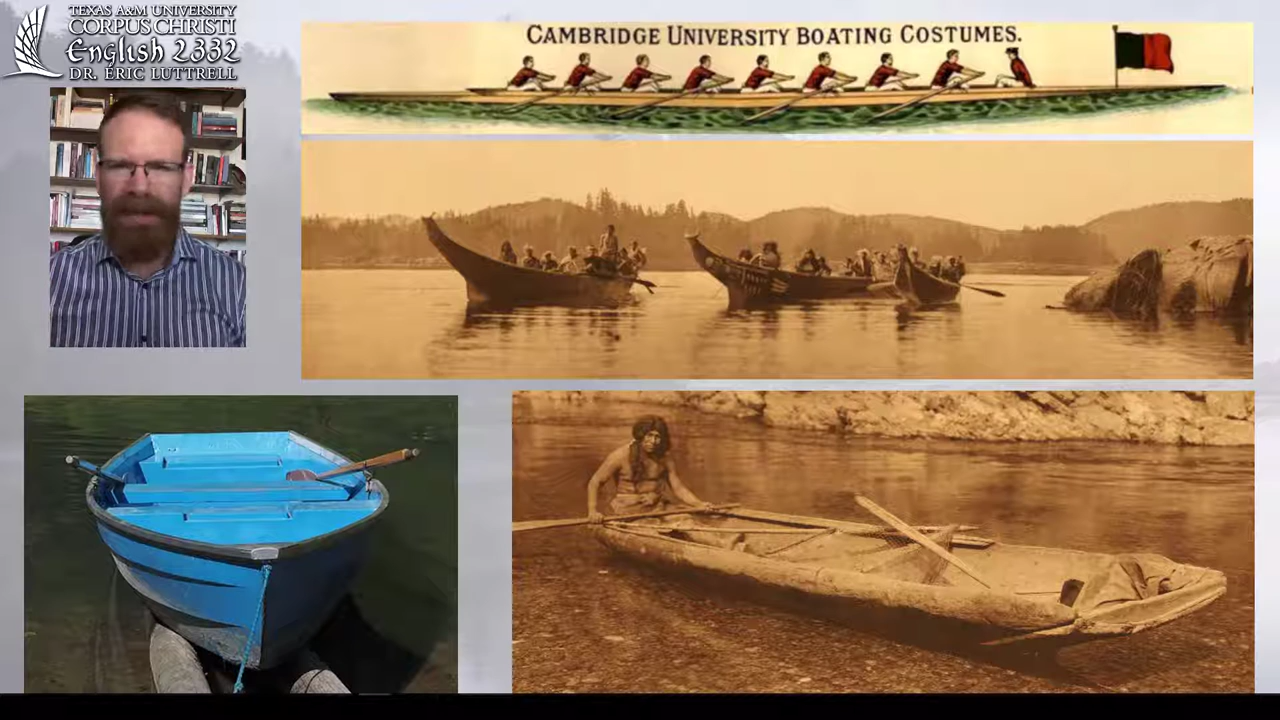 TEXAS A&M UNIVERSITY
CORPUS CHRISTI
English 2332
DR. ERIC LUTTRELL
CAMBRIDGE UNIVERSITY BOATING COSTUMES.